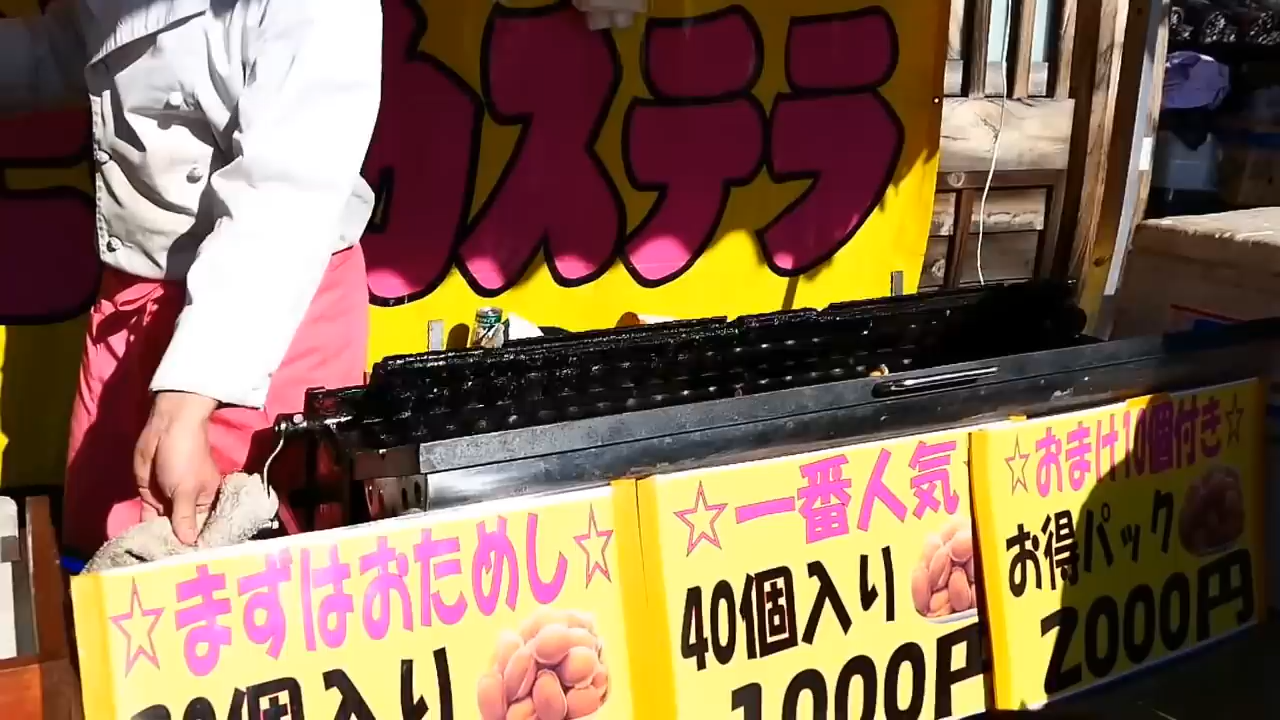 カステラ
☆まずはおためし☆
個入り
☆一番人気
40個入り
1000円
☆おまけ10個付き☆
お得パック
2000円